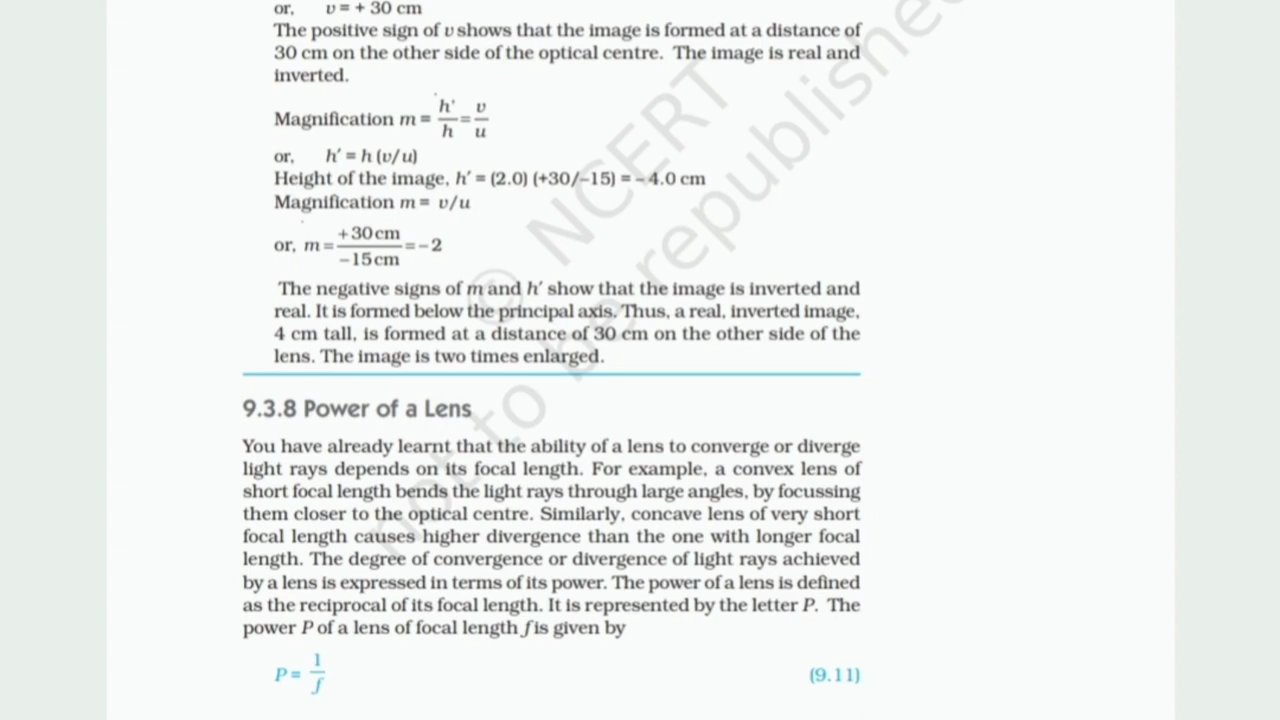 or,   υ = + 30 cm
The positive sign of υ shows that the image is formed at a distance of
30 cm on the other side of the optical centre. The image is real and
inverted.
Magnification m = h'/h = υ/u
or,   h′ = h (υ/u)
Height of the image, h′ = (2.0) (+30/–15) = – 4.0 cm
Magnification m = υ/u
or, m = +30 cm/–15 cm = – 2
The negative signs of m and h′ show that the image is inverted and
real. It is formed below the principal axis. Thus, a real, inverted image,
4 cm tall, is formed at a distance of 30 cm on the other side of the
lens. The image is two times enlarged.
9.3.8 Power of a Lens
You have already learnt that the ability of a lens to converge or diverge
light rays depends on its focal length. For example, a convex lens of
short focal length bends the light rays through large angles, by focussing
them closer to the optical centre. Similarly, concave lens of very short
focal length causes higher divergence than the one with longer focal
length. The degree of convergence or divergence of light rays achieved
by a lens is expressed in terms of its power. The power of a lens is defined
as the reciprocal of its focal length. It is represented by the letter P. The
power P of a lens of focal length f is given by
P = 1/f (9.11)
© NCERT
not to be republished